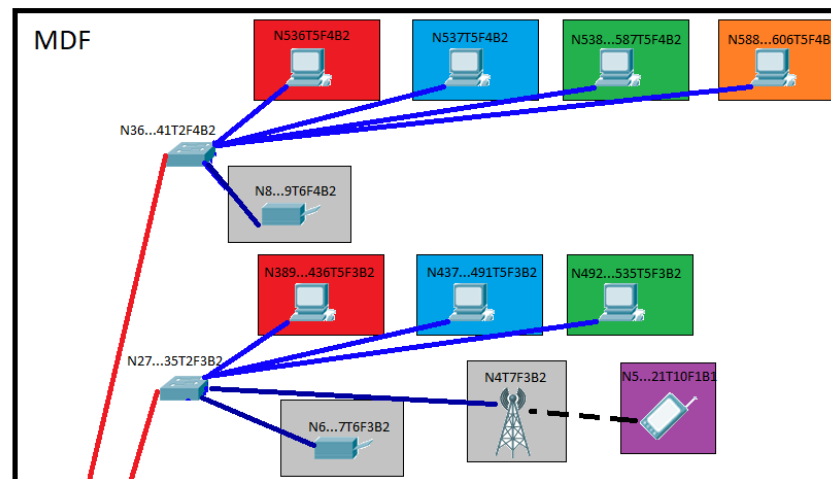 MDF
N536T5F4B2
N537T5F4B2
N538...587T5F4B2
N588...606T5F4B
N36...41T2F4B2
N8...9T6F4B2
N389...436T5F3B2
N437...491T5F3B2
N492...535T5F3B2
N27...35T2F3B2
N4T7F3B2
N5...21T10F1B1
N6...7T6F3B2